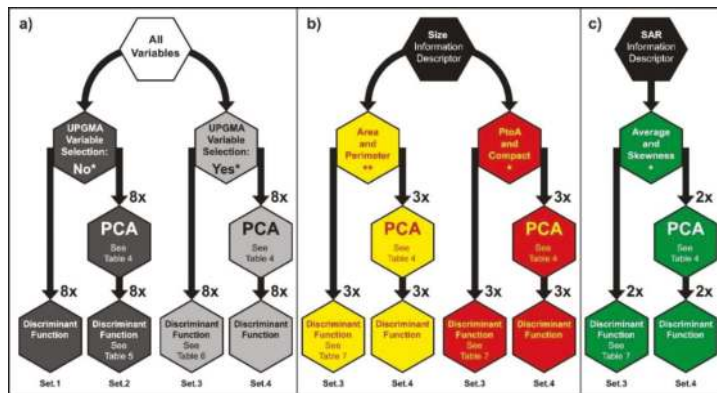 a)
All
Variables
UPGMA
Variable
Selection:
No*
UPGMA
Variable
Selection:
Yes*
8x
8x
PCA
See
Table 4
PCA
See
Table 4
8x
8x
8x
8x
Discriminant
Function
Discriminant
Function
See
Table 5
Discriminant
Function
See
Table 6
Discriminant
Function
Set.1
Set.2
Set.3
Set.4
b)
Size
Information
Descriptor
Area
and
Perimeter
**
PtoA
and
Compact
*
3x
3x
PCA
See
Table 4
PCA
See
Table 4
3x
3x
3x
3x
Discriminant
Function
See
Table 7
Discriminant
Function
Discriminant
Function
See
Table 7
Discriminant
Function
Set.3
Set.4
Set.3
Set.4
c)
SAR
Information
Descriptor
Average
and
Skewness
*
2x
PCA
See
Table 4
2x
2x
Discriminant
Function
See
Table 7
Discriminant
Function
Set.3
Set.4